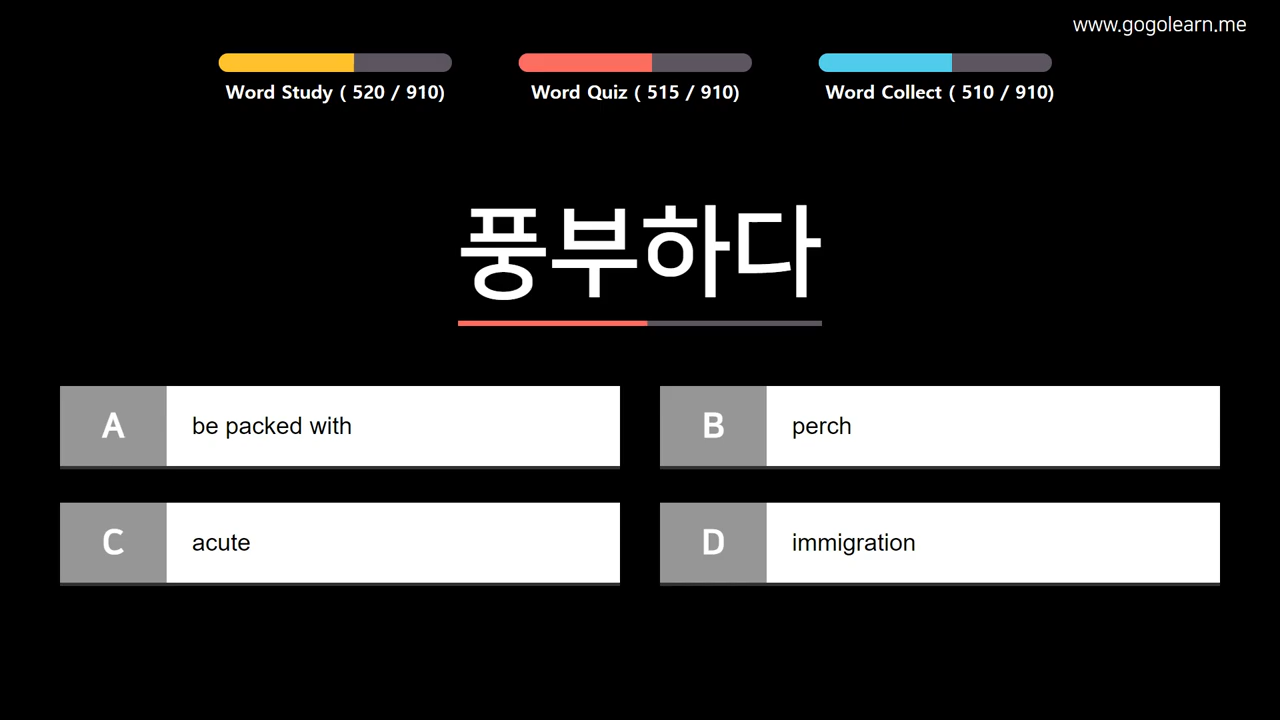 www.gogolearn.me
Word Study ( 520 / 910)
Word Quiz ( 515 / 910)
Word Collect ( 510 / 910)
풍부하다
A be packed with
B perch
C acute
D immigration